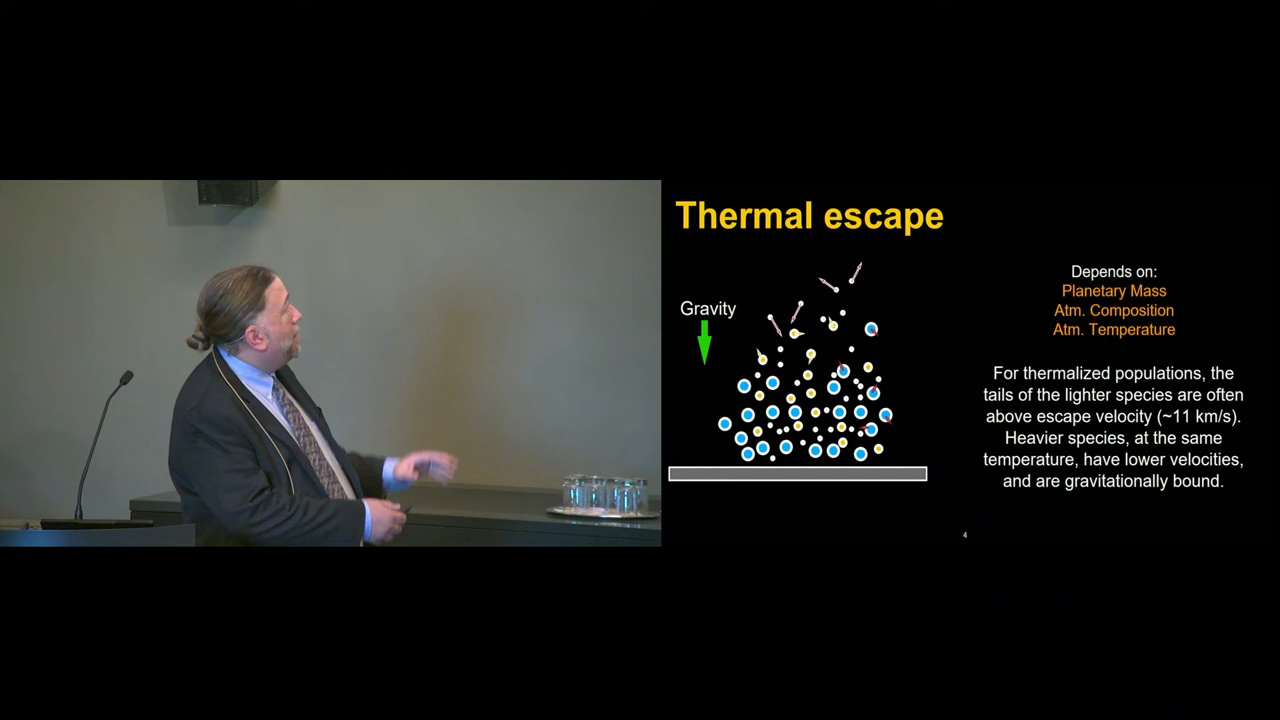 Thermal escape
Gravity
Depends on:
Planetary Mass
Atm. Composition
Atm. Temperature
For thermalized populations, the
tails of the lighter species are often
above escape velocity (~11 km/s).
Heavier species, at the same
temperature, have lower velocities,
and are gravitationally bound.
4